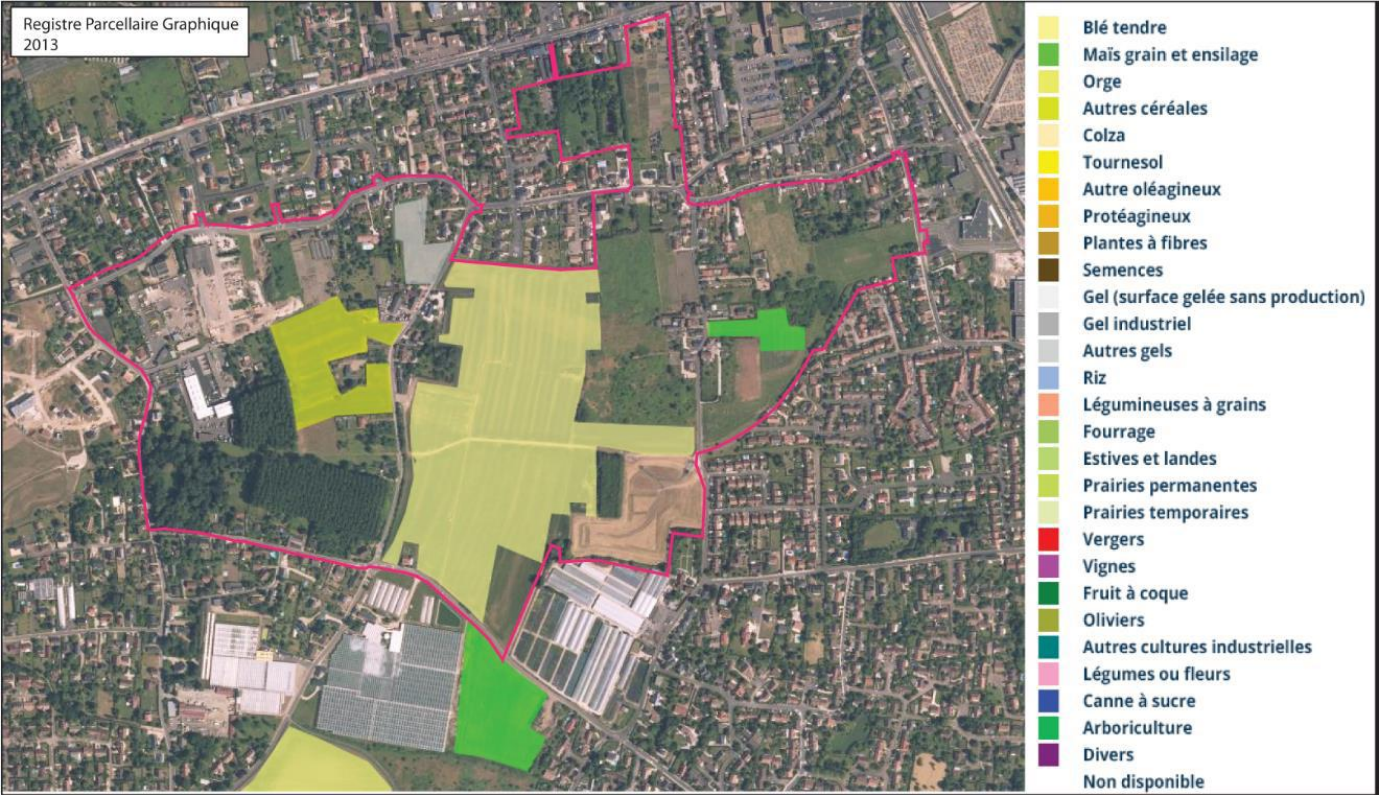 Registre Parcellaire Graphique
2013
Blé tendre
Maïs grain et ensilage
Orge
Autres céréales
Colza
Tournesol
Autre oléagineux
Protéagineux
Plantes à fibres
Semences
Gel (surface gelée sans production)
Gel industriel
Autres gels
Riz
Légumineuses à grains
Fourrage
Estives et landes
Prairies permanentes
Prairies temporaires
Vergers
Vignes
Fruit à coque
Oliviers
Autres cultures industrielles
Légumes ou fleurs
Canne à sucre
Arboriculture
Divers
Non disponible